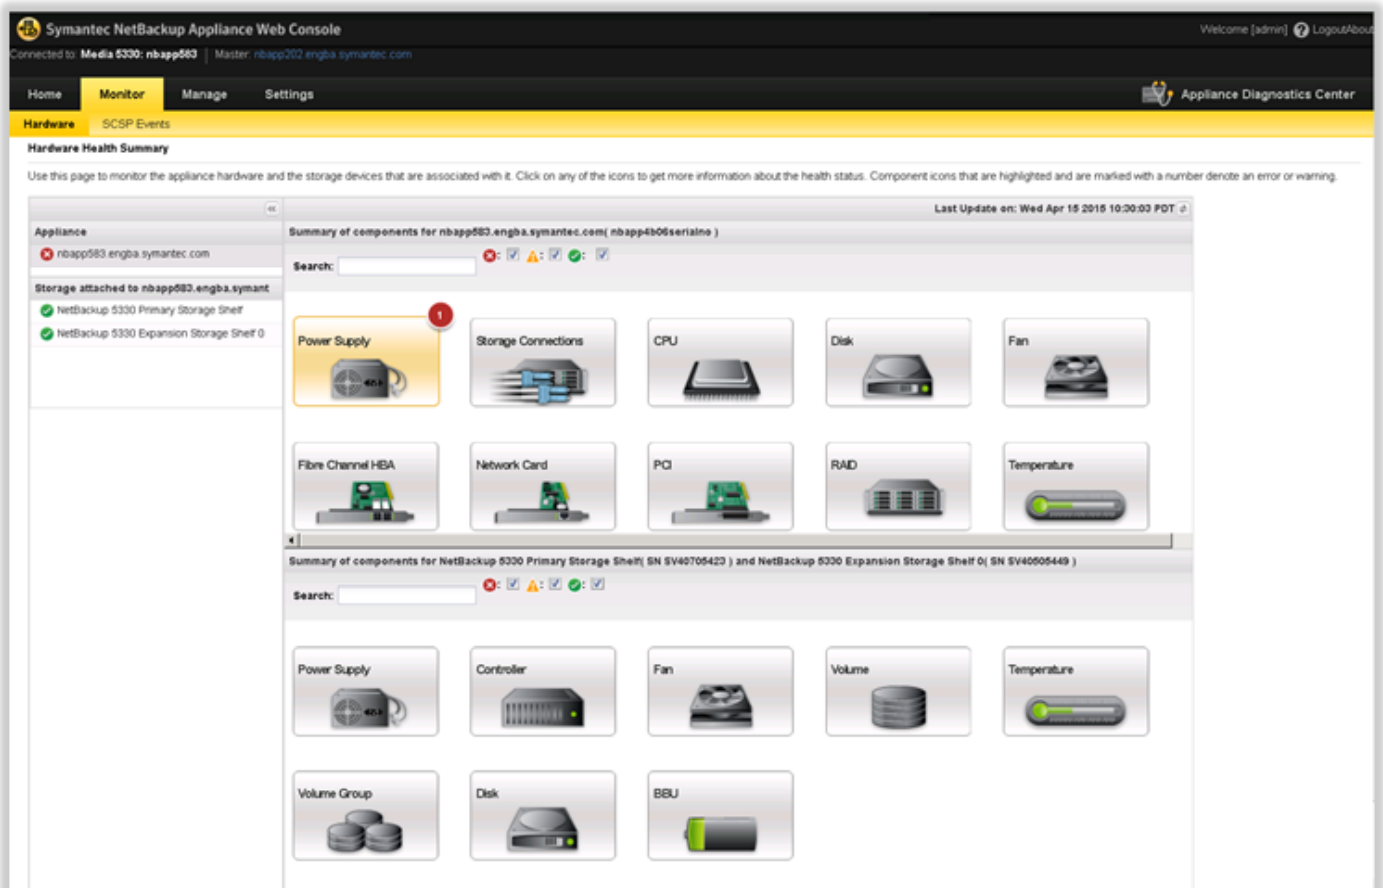 Symantec NetBackup Appliance Web Console
Welcome [admin] ? Logout About
Connected to: Media 5330: nbapp583 | Master: nbapp202.engba.symantec.com
Home Monitor Manage Settings Appliance Diagnostics Center
Hardware SCSP Events
Hardware Health Summary
Use this page to monitor the appliance hardware and the storage devices that are associated with it. Click on any of the icons to get more information about the health status. Component icons that are highlighted and are marked with a number denote an error or warning.
Last Update on: Wed Apr 15 2015 10:30:03 PDT
Appliance
nbapp583.engba.symantec.com
Storage attached to nbapp583.engba.symant
NetBackup 5330 Primary Storage Shelf
NetBackup 5330 Expansion Storage Shelf 0
Summary of components for nbapp583.engba.symantec.com( nbapp4b06serialno )
Search: : : :
1
Power Supply Storage Connections CPU Disk Fan
Fibre Channel HBA Network Card PCI RAID Temperature
Summary of components for NetBackup 5330 Primary Storage Shelf( SN SV40705423 ) and NetBackup 5330 Expansion Storage Shelf 0( SN SV40505449 )
Search: : : :
Power Supply Controller Fan Volume Temperature
Volume Group Disk BBU